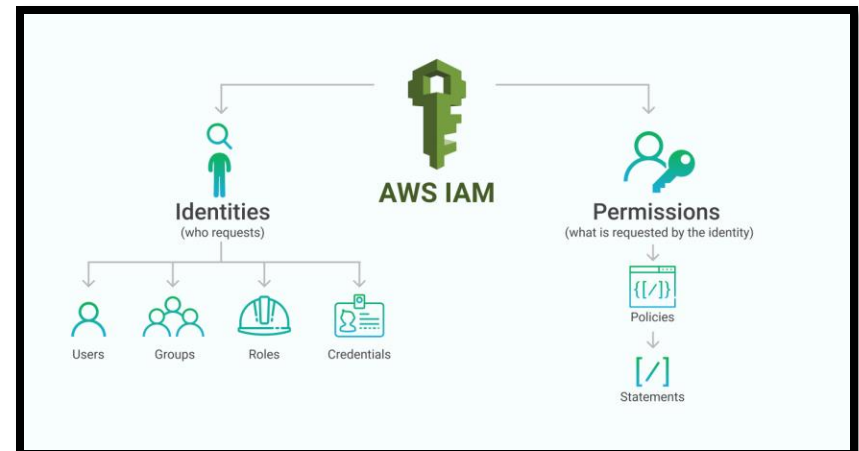 AWS IAM
Identities
(who requests)
Users
Groups
Roles
Credentials
Permissions
(what is requested by the identity)
{[/]}
Policies
[/]
Statements